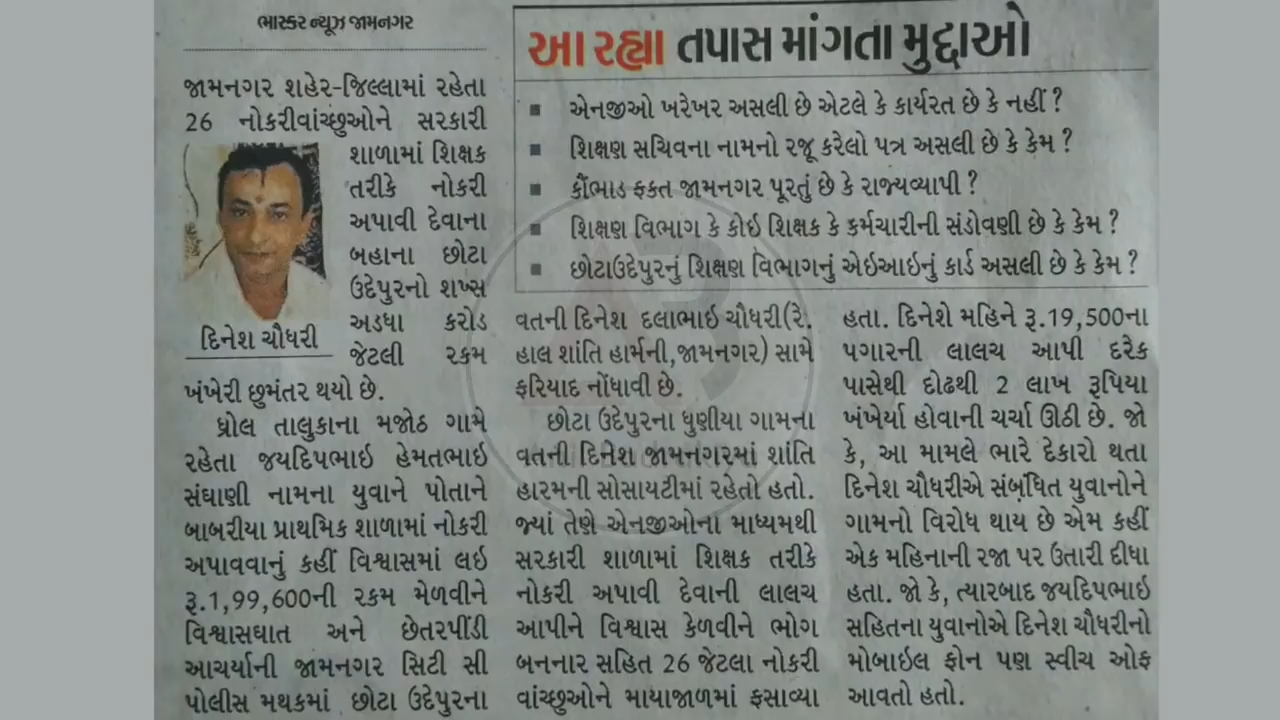 ભાસ્કર ન્યૂઝ જામનગર
જામનગર શહેર-જિલ્લામાં રહેતા
26 નોકરીવાંચ્છુઓને સરકારી
શાળામાં શિક્ષક
તરીકે નોકરી
અપાવી દેવાના
બહાના છોટા
ઉદેપુરનો શખ્સ
અડધા કરોડ
જેટલી રકમ
દિનેશ ચૌધરી
ખંખેરી છુમંતર થયો છે.
ધ્રોલ તાલુકાના મજોઠ ગામે
રહેતા જયદિપભાઇ હેમતભાઇ
સંઘાણી નામના યુવાને પોતાને
બાબરીયા પ્રાથમિક શાળામાં નોકરી
અપાવવાનું કહીં વિશ્વાસમાં લઇ
રૂ.1,99,600ની રકમ મેળવીને
વિશ્વાસઘાત અને છેતરપીંડી
આચર્યાની જામનગર સિટી સી
પોલીસ મથકમાં છોટા ઉદેપુરના
આ રહ્યા તપાસ માંગતા મુદ્દાઓ
▪ એનજીઓ ખરેખર અસલી છે એટલે કે કાર્યરત છે કે નહીં ?
▪ શિક્ષણ સચિવના નામનો રજૂ કરેલો પત્ર અસલી છે કે કેમ ?
▪ કૌંભાડ ફક્ત જામનગર પૂરતું છે કે રાજ્યવ્યાપી ?
▪ શિક્ષણ વિભાગ કે કોઇ શિક્ષક કે કર્મચારીની સંડોવણી છે કે કેમ ?
▪ છોટાઉદેપુરનું શિક્ષણ વિભાગનું એઇઆઇનું કાર્ડ અસલી છે કે કેમ ?
વતની દિનેશ દલાભાઇ ચૌધરી(રે.
હાલ શાંતિ હાર્મની,જામનગર) સામે
ફરિયાદ નોંધાવી છે.
છોટા ઉદેપુરના ધુણીયા ગામના
વતની દિનેશ જામનગરમાં શાંતિ
હારમની સોસાયટીમાં રહેતો હતો.
જ્યાં તેણે એનજીઓના માધ્યમથી
સરકારી શાળામાં શિક્ષક તરીકે
નોકરી અપાવી દેવાની લાલચ
આપીને વિશ્વાસ કેળવીને ભોગ
બનનાર સહિત 26 જેટલા નોકરી
વાંચ્છુઓને માયાજાળમાં ફસાવ્યા
હતા. દિનેશે મહિને રૂ.19,500ના
પગારની લાલચ આપી દરેક
પાસેથી દોઢથી 2 લાખ રૂપિયા
ખંખેર્યા હોવાની ચર્ચા ઊઠી છે. જો
કે, આ મામલે ભારે દેકારો થતા
દિનેશ ચૌધરીએ સંબંધિત યુવાનોને
ગામનો વિરોધ થાય છે એમ કહીં
એક મહિનાની રજા પર ઉતારી દીધા
હતા. જો કે, ત્યારબાદ જયદિપભાઇ
સહિતના યુવાનોએ દિનેશ ચૌધરીનો
મોબાઇલ ફોન પણ સ્વીચ ઓફ
આવતો હતો.